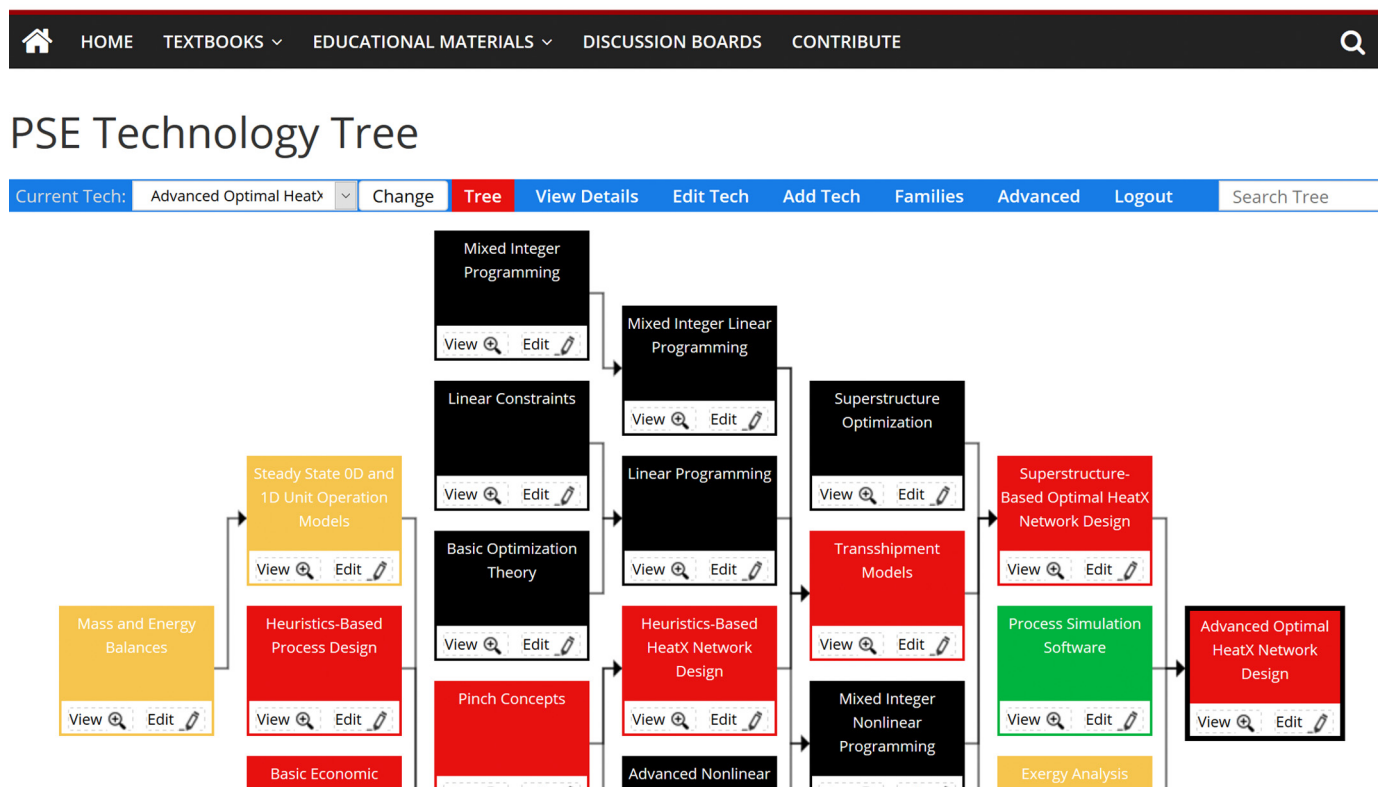 HOME TEXTBOOKS EDUCATIONAL MATERIALS DISCUSSION BOARDS CONTRIBUTE
PSE Technology Tree
Current Tech: Advanced Optimal HeatX Change Tree View Details Edit Tech Add Tech Families Advanced Logout Search Tree
Mixed Integer
Programming
View Edit
Mixed Integer Linear
Programming
View Edit
Linear Constraints
View Edit
Superstructure
Optimization
View Edit
Steady State 0D and
1D Unit Operation
Models
View Edit
Linear Programming
View Edit
Superstructure-
Based Optimal HeatX
Network Design
View Edit
Basic Optimization
Theory
View Edit
Transshipment
Models
View Edit
Mass and Energy
Balances
View Edit
Heuristics-Based
Process Design
View Edit
Heuristics-Based
HeatX Network
Design
View Edit
Process Simulation
Software
View Edit
Advanced Optimal
HeatX Network
Design
View Edit
Pinch Concepts
Mixed Integer
Nonlinear
Programming
Basic Economic
Advanced Nonlinear
Exergy Analysis